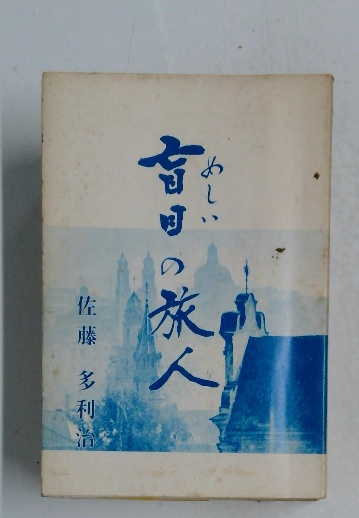 盲目の旅人
めしい
佐藤 多利治